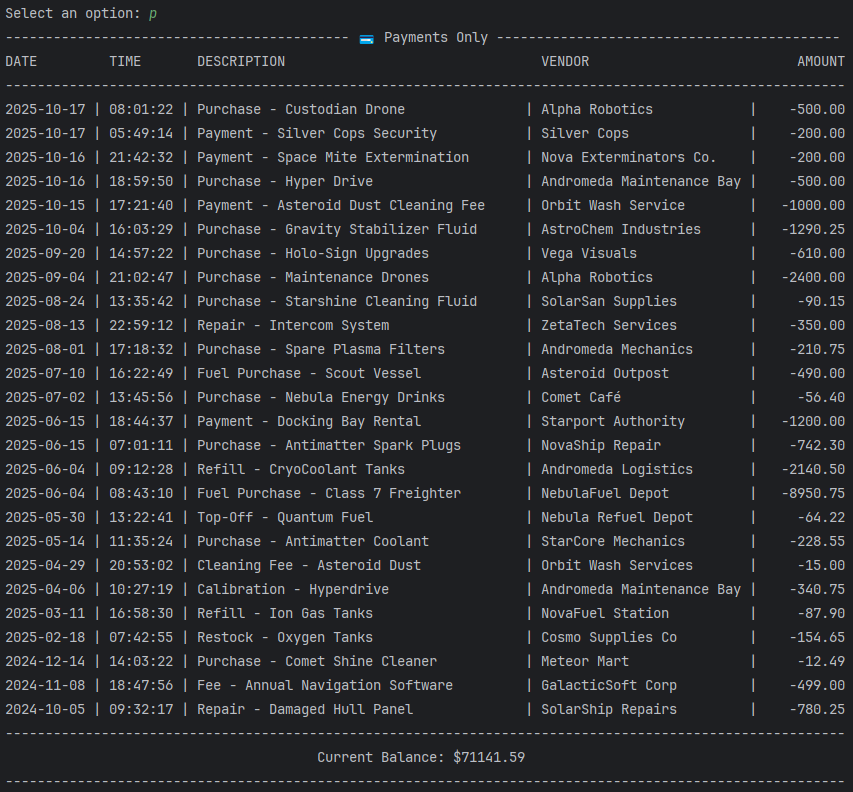 Select an option: p
------------------------------------------- 💳 Payments Only -------------------------------------------
DATE         TIME       DESCRIPTION                                VENDOR                          AMOUNT
---------------------------------------------------------------------------------------------------------
2025-10-17 | 08:01:22 | Purchase - Custodian Drone               | Alpha Robotics            |    -500.00
2025-10-17 | 05:49:14 | Payment - Silver Cops Security           | Silver Cops               |    -200.00
2025-10-16 | 21:42:32 | Payment - Space Mite Extermination       | Nova Exterminators Co.    |    -200.00
2025-10-16 | 18:59:50 | Purchase - Hyper Drive                   | Andromeda Maintenance Bay |    -500.00
2025-10-15 | 17:21:40 | Payment - Asteroid Dust Cleaning Fee     | Orbit Wash Service        |   -1000.00
2025-10-04 | 16:03:29 | Purchase - Gravity Stabilizer Fluid      | AstroChem Industries      |   -1290.25
2025-09-20 | 14:57:22 | Purchase - Holo-Sign Upgrades            | Vega Visuals              |    -610.00
2025-09-04 | 21:02:47 | Purchase - Maintenance Drones            | Alpha Robotics            |   -2400.00
2025-08-24 | 13:35:42 | Purchase - Starshine Cleaning Fluid      | SolarSan Supplies         |     -90.15
2025-08-13 | 22:59:12 | Repair - Intercom System                 | ZetaTech Services         |    -350.00
2025-08-01 | 17:18:32 | Purchase - Spare Plasma Filters          | Andromeda Mechanics       |    -210.75
2025-07-10 | 16:22:49 | Fuel Purchase - Scout Vessel             | Asteroid Outpost          |    -490.00
2025-07-02 | 13:45:56 | Purchase - Nebula Energy Drinks          | Comet Café                |     -56.40
2025-06-15 | 18:44:37 | Payment - Docking Bay Rental             | Starport Authority        |   -1200.00
2025-06-15 | 07:01:11 | Purchase - Antimatter Spark Plugs        | NovaShip Repair           |    -742.30
2025-06-04 | 09:12:28 | Refill - CryoCoolant Tanks               | Andromeda Logistics       |   -2140.50
2025-06-04 | 08:43:10 | Fuel Purchase - Class 7 Freighter        | NebulaFuel Depot          |   -8950.75
2025-05-30 | 13:22:41 | Top-Off - Quantum Fuel                   | Nebula Refuel Depot       |     -64.22
2025-05-14 | 11:35:24 | Purchase - Antimatter Coolant            | StarCore Mechanics        |    -228.55
2025-04-29 | 20:53:02 | Cleaning Fee - Asteroid Dust             | Orbit Wash Services       |     -15.00
2025-04-06 | 10:27:19 | Calibration - Hyperdrive                 | Andromeda Maintenance Bay |    -340.75
2025-03-11 | 16:58:30 | Refill - Ion Gas Tanks                   | NovaFuel Station          |     -87.90
2025-02-18 | 07:42:55 | Restock - Oxygen Tanks                   | Cosmo Supplies Co         |    -154.65
2024-12-14 | 14:03:22 | Purchase - Comet Shine Cleaner           | Meteor Mart               |     -12.49
2024-11-08 | 18:47:56 | Fee - Annual Navigation Software         | GalacticSoft Corp         |    -499.00
2024-10-05 | 09:32:17 | Repair - Damaged Hull Panel              | SolarShip Repairs         |    -780.25
---------------------------------------------------------------------------------------------------------
Current Balance: $71141.59
---------------------------------------------------------------------------------------------------------